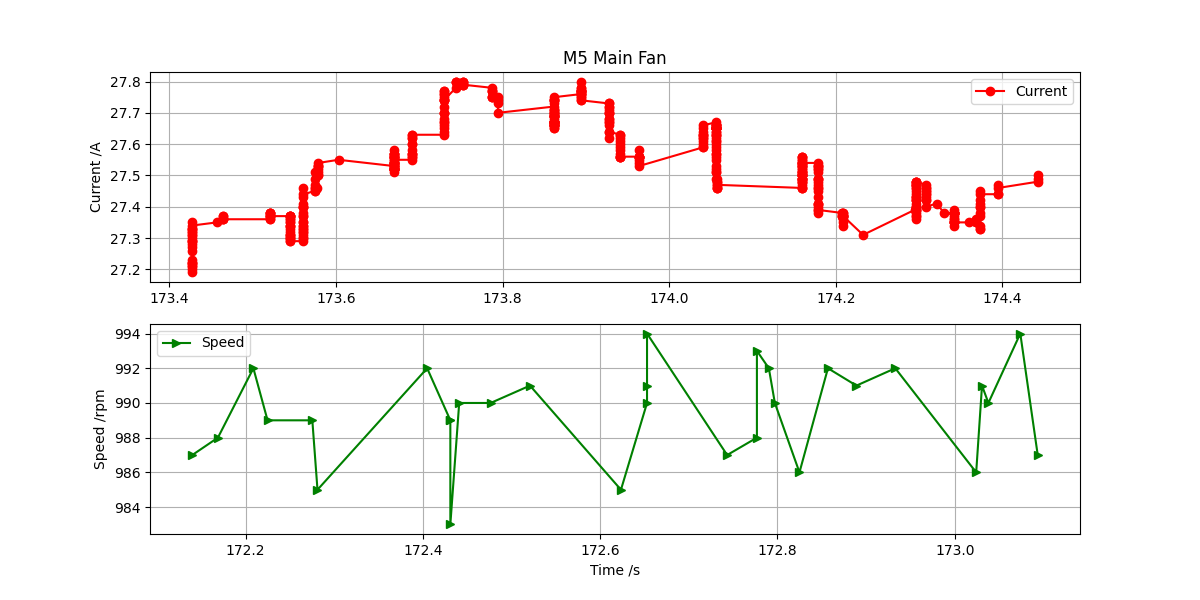 M5 Main Fan
27.8
27.7
27.6
27.5
27.4
27.3
27.2
Current /A
Current
173.4 173.6 173.8 174.0 174.2 174.4
994
992
990
988
986
984
Speed /rpm
Speed
172.2 172.4 172.6 172.8 173.0
Time /s